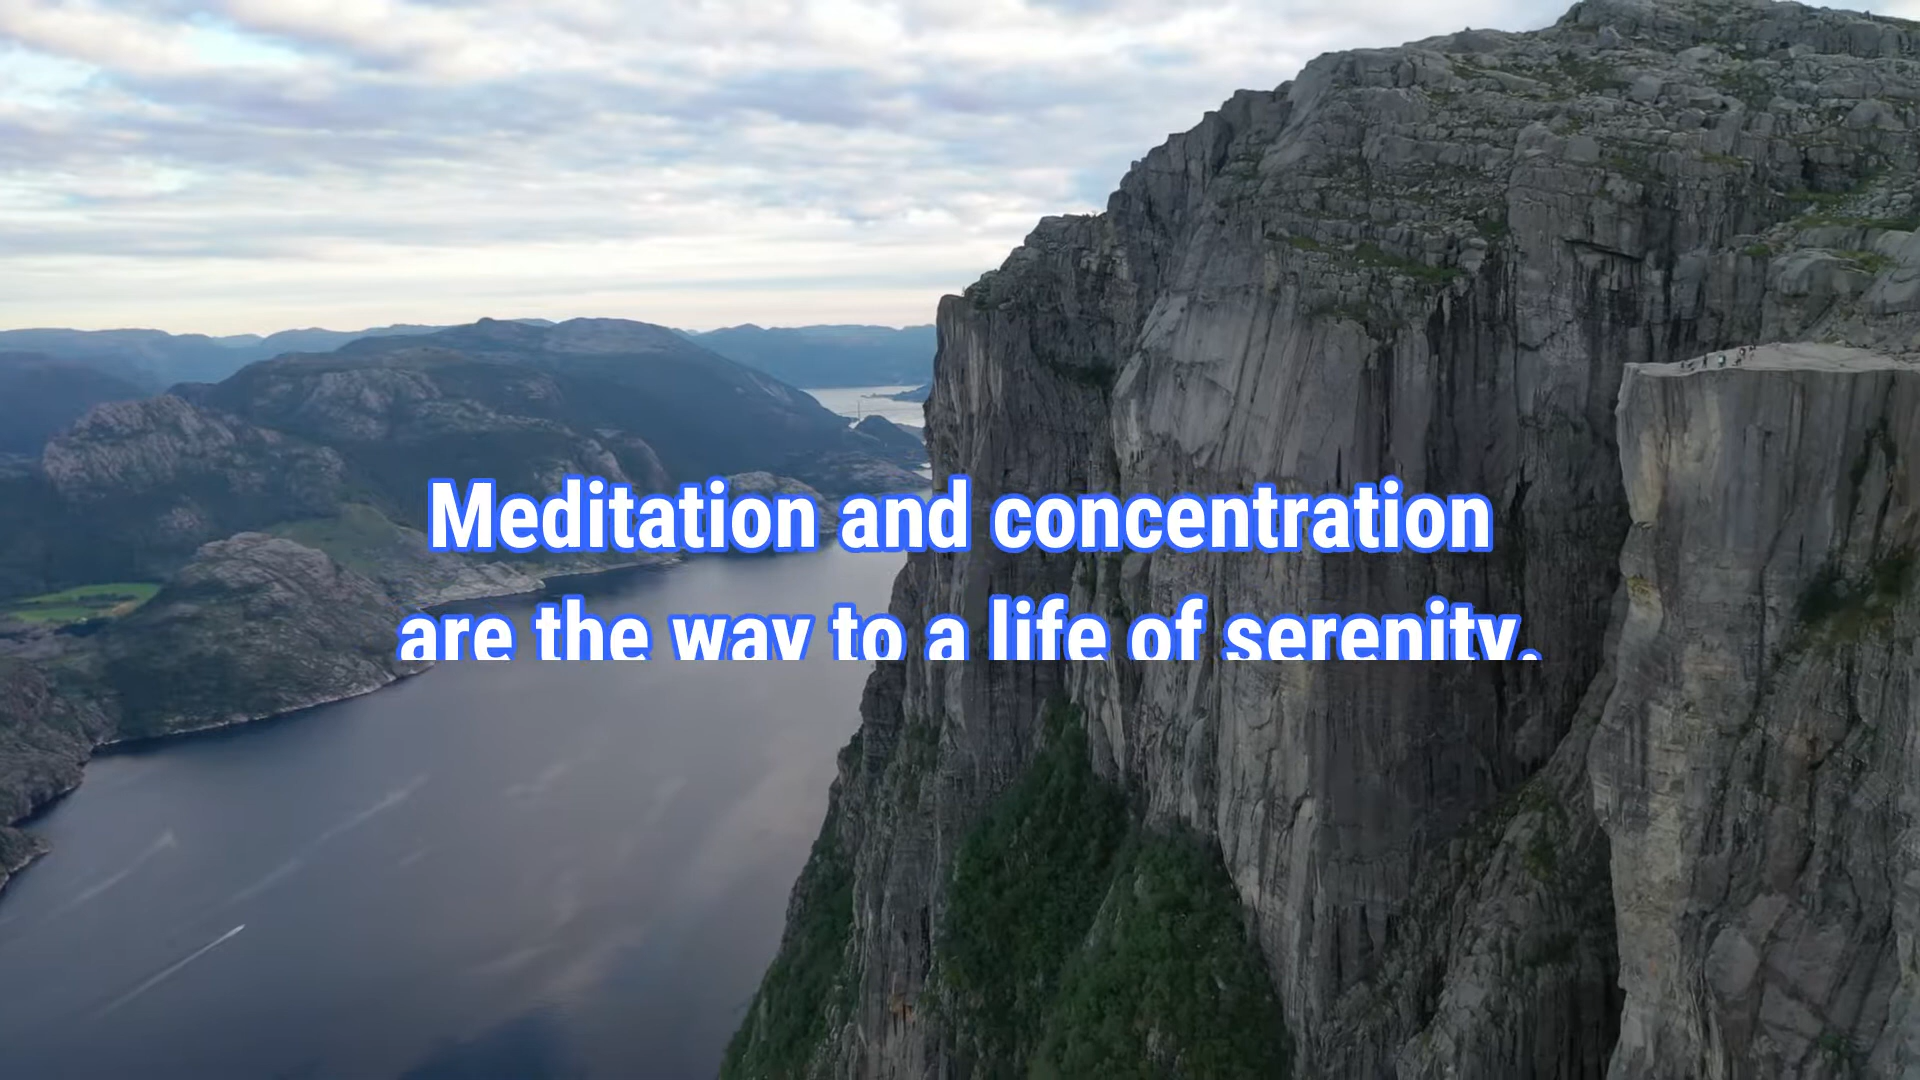 Meditation and concentration
are the way to a life of serenity.